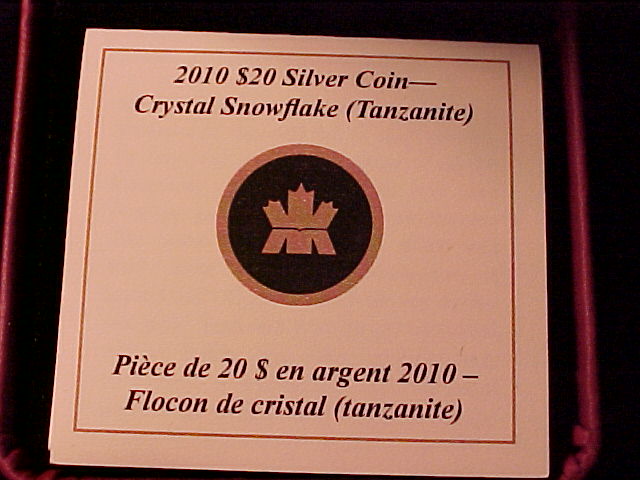 2010 $20 Silver Coin—
Crystal Snowflake (Tanzanite)
Pièce de 20 $ en argent 2010 –
Flocon de cristal (tanzanite)